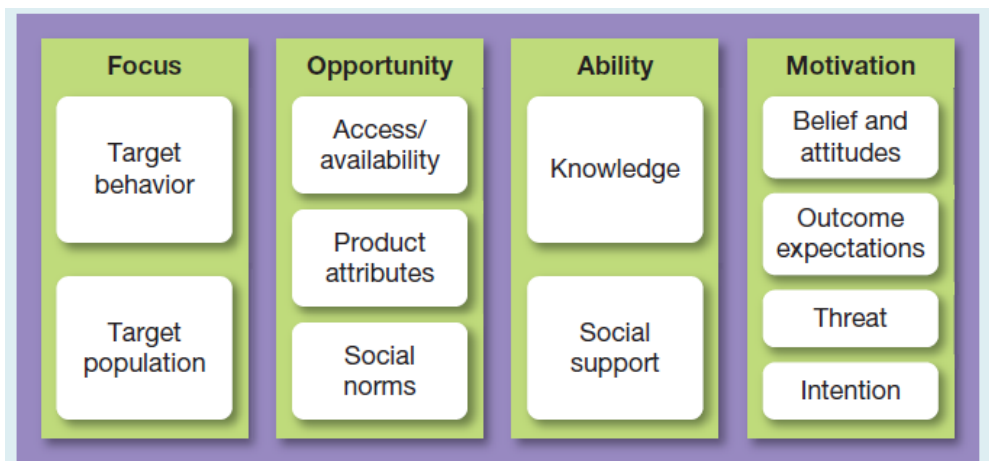 Focus
Target
behavior
Target
population
Opportunity
Access/
availability
Product
attributes
Social
norms
Ability
Knowledge
Social
support
Motivation
Belief and
attitudes
Outcome
expectations
Threat
Intention